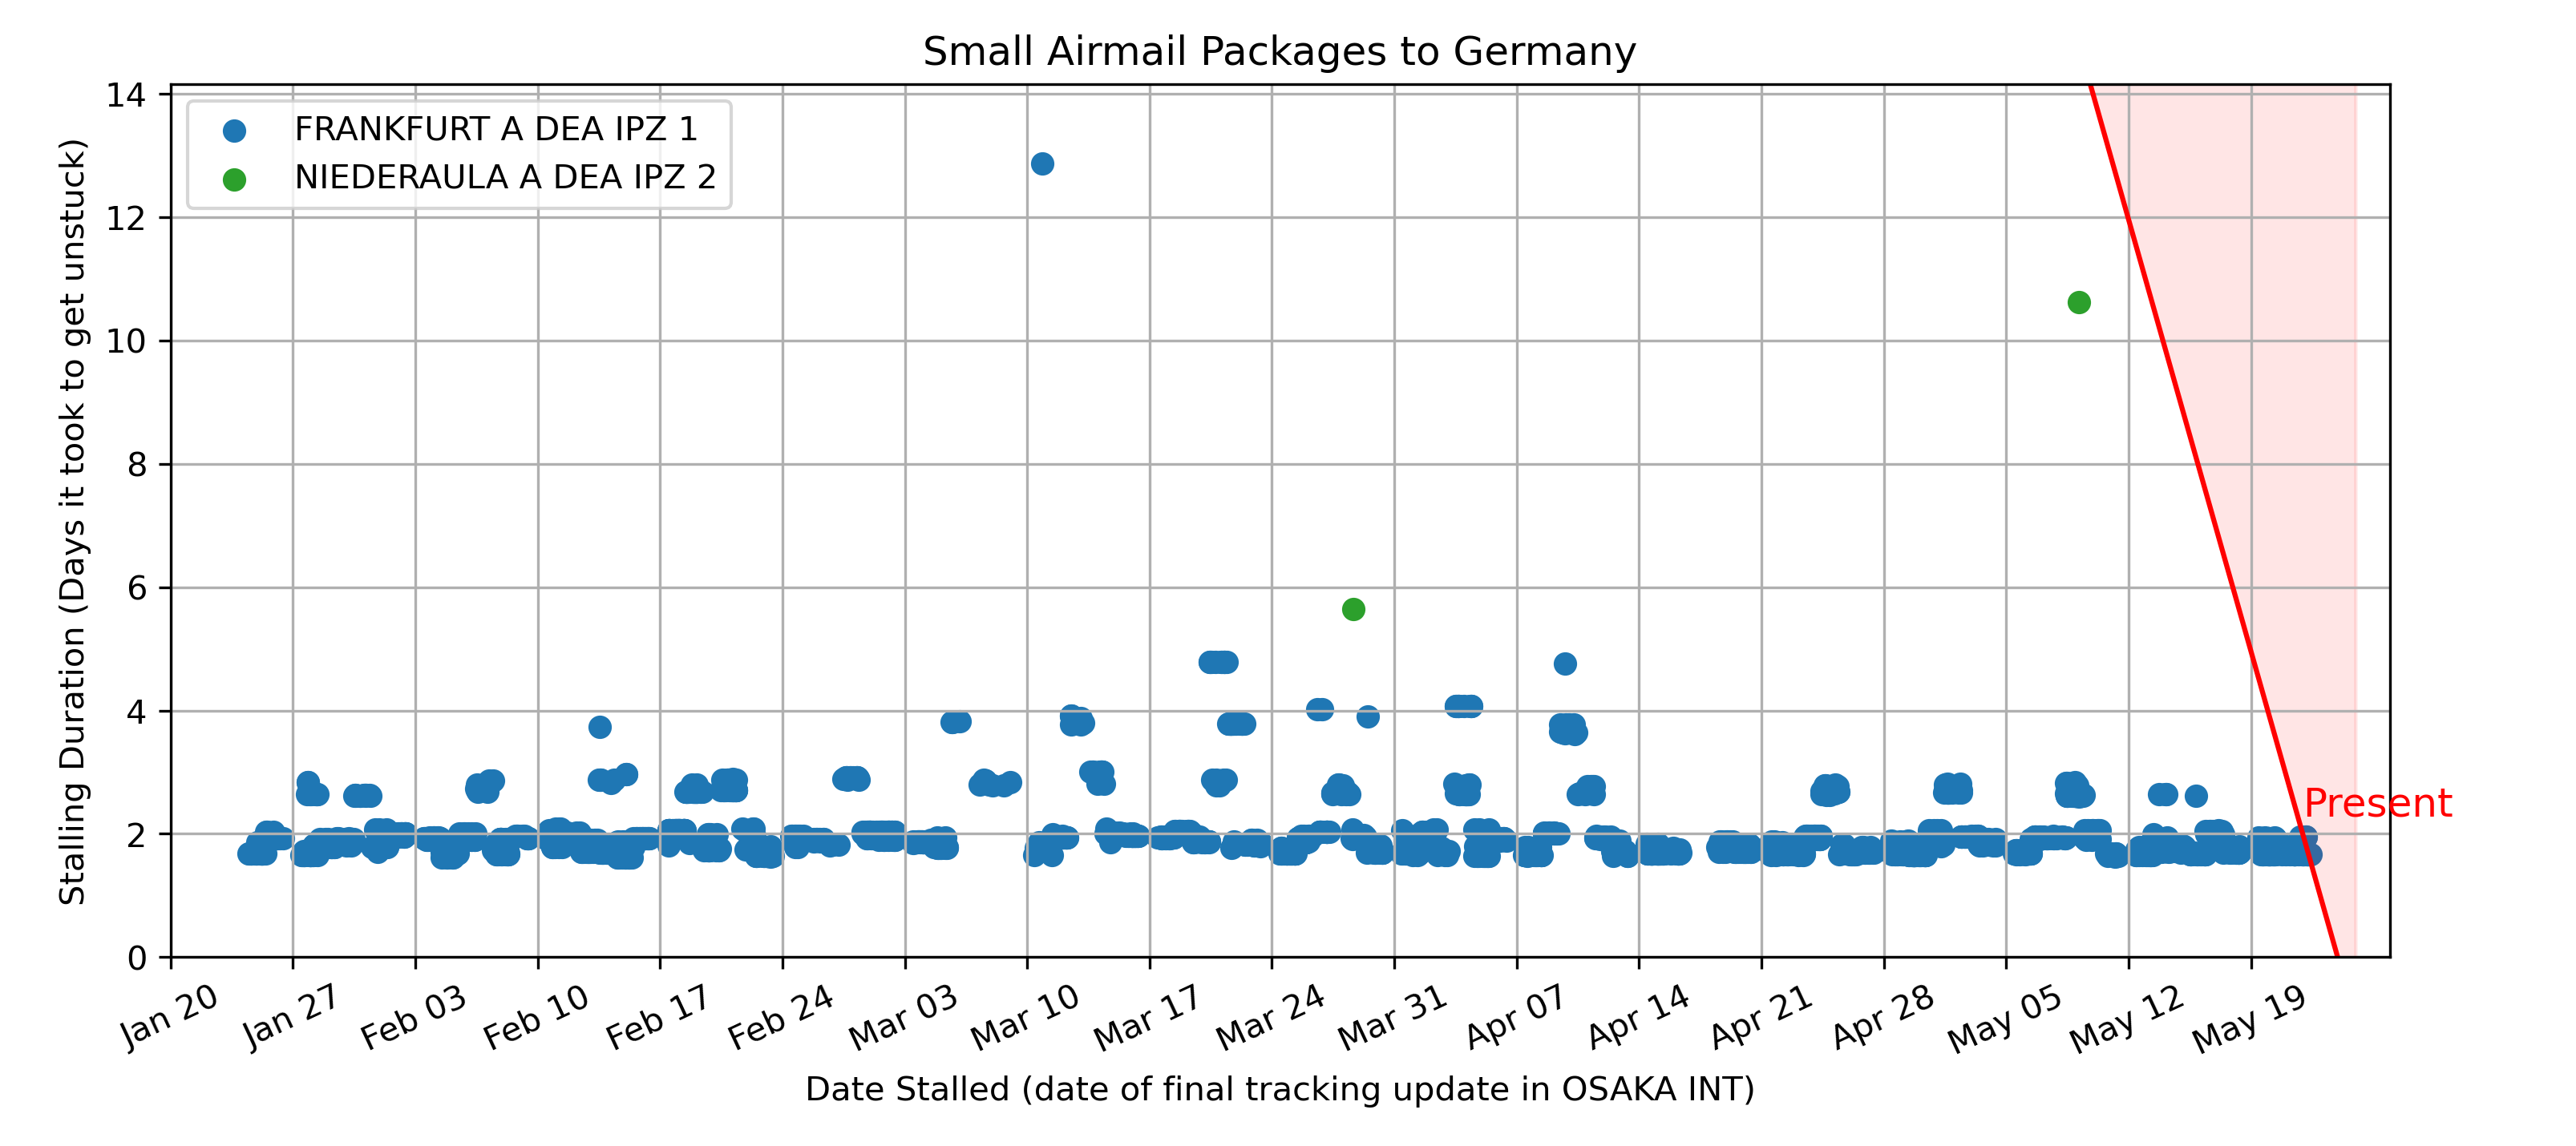 Small Airmail Packages to Germany
FRANKFURT A DEA IPZ 1
NIEDERAULA A DEA IPZ 2
Stalling Duration (Days it took to get unstuck)
14
12
10
8
6
4
2
0
Present
Jan 20
Jan 27
Feb 03
Feb 10
Feb 17
Feb 24
Mar 03
Mar 10
Mar 17
Mar 24
Mar 31
Apr 07
Apr 14
Apr 21
Apr 28
May 05
May 12
May 19
Date Stalled (date of final tracking update in OSAKA INT)